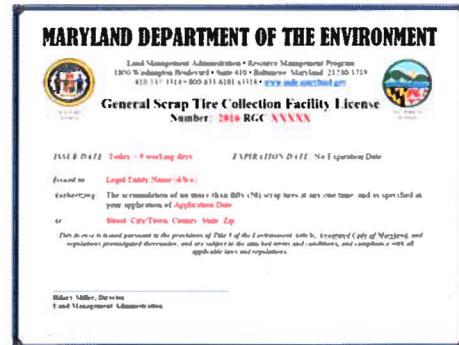 MARYLAND DEPARTMENT OF THE ENVIRONMENT
Land Management Administration • Resource Management Program
1800 Washington Boulevard • Suite 610 • Baltimore Maryland 21230-1719
General Scrap Tire Collection Facility License
Number: 2016 RGC XXXXX
ISSUE DATE Today + 9 working days EXPIRATION DATE No Expiration Date
Issued to Legal Entity Name (d/b/a)
Authorizing The accumulation of no more than fifty (50) scrap tires at any one time and as specified in
your application of Application Date
at Street City/Town County State Zip
This license is issued pursuant to the provisions of Title 9 of the Environment Article, Annotated Code of Maryland, and
regulations promulgated thereunder, and are subject to the attached terms and conditions, and compliance with all
applicable laws and regulations.
Hilary Miller, Director
Land Management Administration